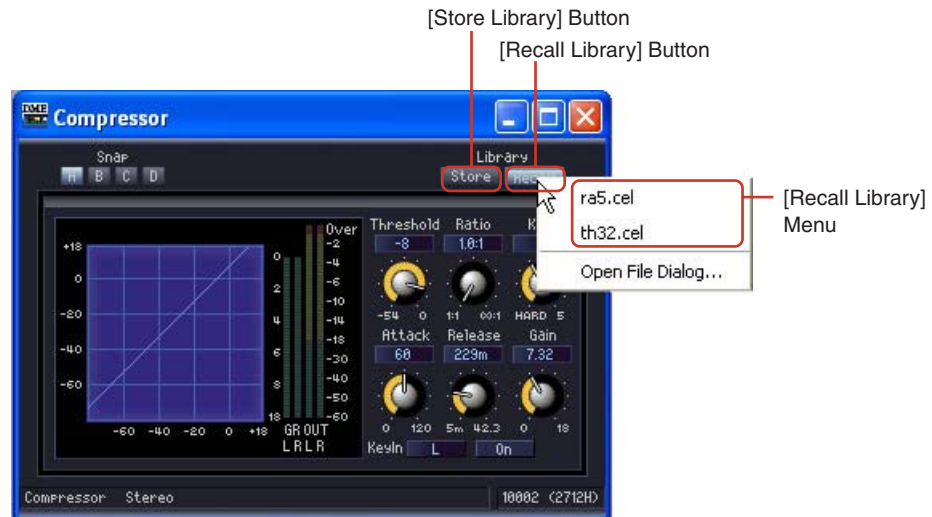 [Store Library] Button
[Recall Library] Button
DME
Compressor
Snap
Library
A B C D
Store
ra5.cel
th32.cel
Open File Dialog...
[Recall Library]
Menu
Threshold Ratio K
-8 1.0:1
-54 0 1:1 ∞:1 HARD 5
Attack Release Gain
60 229m 7.32
0 120 5m 42.3 0 18
KeyIn L On
+18
0
-20
-40
-60
-60 -40 -20 0 +18
0
2
4
6
8
18
Over
-2
-4
-6
-10
-14
-18
-30
-40
-50
-60
GR OUT
L R L R
Compressor Stereo 10002 (2712H)